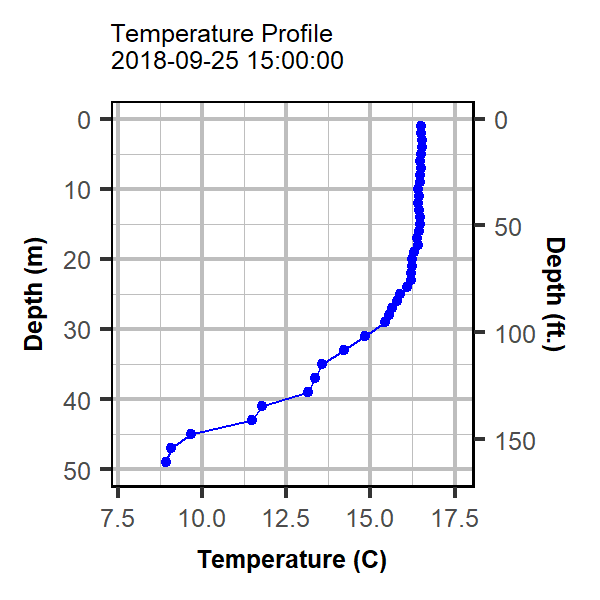 Temperature Profile
2018-09-25 15:00:00
0
10
20
30
40
50
Depth (m)
0
50
100
150
Depth (ft.)
7.5 10.0 12.5 15.0 17.5
Temperature (C)